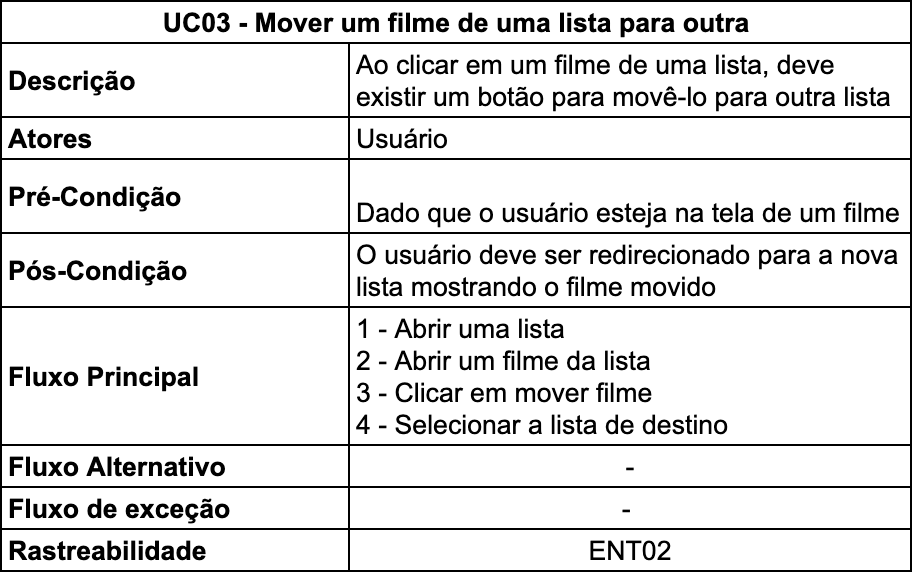 UC03 - Mover um filme de uma lista para outra
Descrição
Ao clicar em um filme de uma lista, deve
existir um botão para movê-lo para outra lista
Atores
Usuário
Pré-Condição
Dado que o usuário esteja na tela de um filme
Pós-Condição
O usuário deve ser redirecionado para a nova
lista mostrando o filme movido
Fluxo Principal
1 - Abrir uma lista
2 - Abrir um filme da lista
3 - Clicar em mover filme
4 - Selecionar a lista de destino
Fluxo Alternativo
-
Fluxo de exceção
-
Rastreabilidade
ENT02